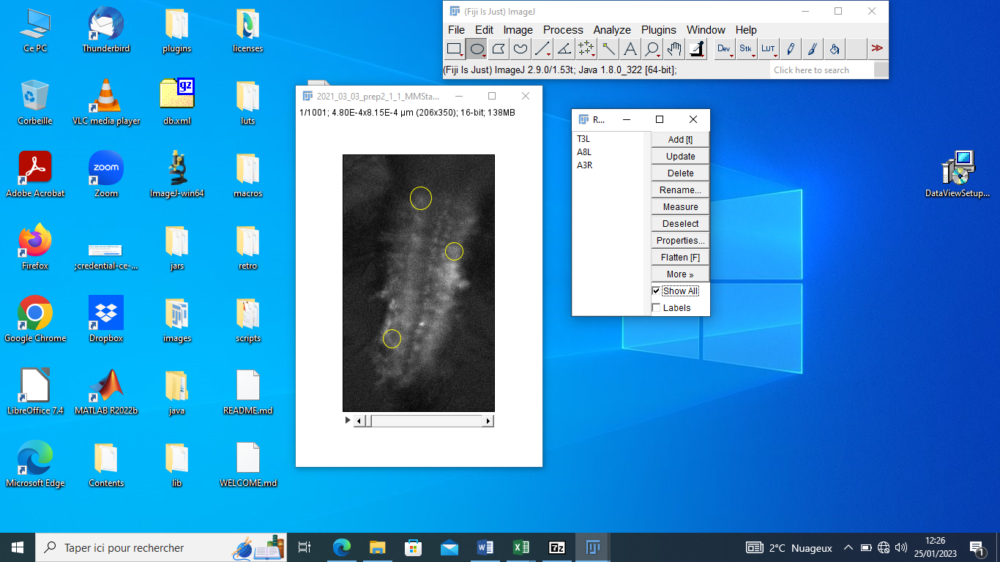 Ce PC
Thunderbird
plugins
licenses
Corbeille
VLC media player
gz
db.xml
luts
Adobe Acrobat
zoom
Zoom
ImageJ-win64
macros
Firefox
;credential-ce-...
jars
retro
Google Chrome
Dropbox
images
scripts
LibreOffice 7.4
MATLAB R2022b
java
README.md
Microsoft Edge
Contents
lib
WELCOME.md
(Fiji Is Just) ImageJ
File Edit Image Process Analyze Plugins Window Help
A Dev Stk LUT >>
(Fiji Is Just) ImageJ 2.9.0/1.53t; Java 1.8.0_322 [64-bit];
Click here to search
2021_03_03_prep2_1_1_MMSta...
1/1001; 4.80E-4x8.15E-4 µm (206x350); 16-bit; 138MB
R...
T3L
A8L
A3R
Add [t]
Update
Delete
Rename...
Measure
Deselect
Properties...
Flatten [F]
More »
Show All
Labels
DataViewSetup...
Taper ici pour rechercher
W
X
7z
2°C Nuageux
12:26
25/01/2023
1